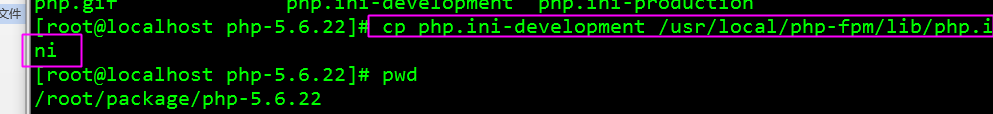 文件
php.gif php.ini-development php.ini-production
[root@localhost php-5.6.22]# cp php.ini-development /usr/local/php-fpm/lib/php.i
ni
[root@localhost php-5.6.22]# pwd
/root/package/php-5.6.22